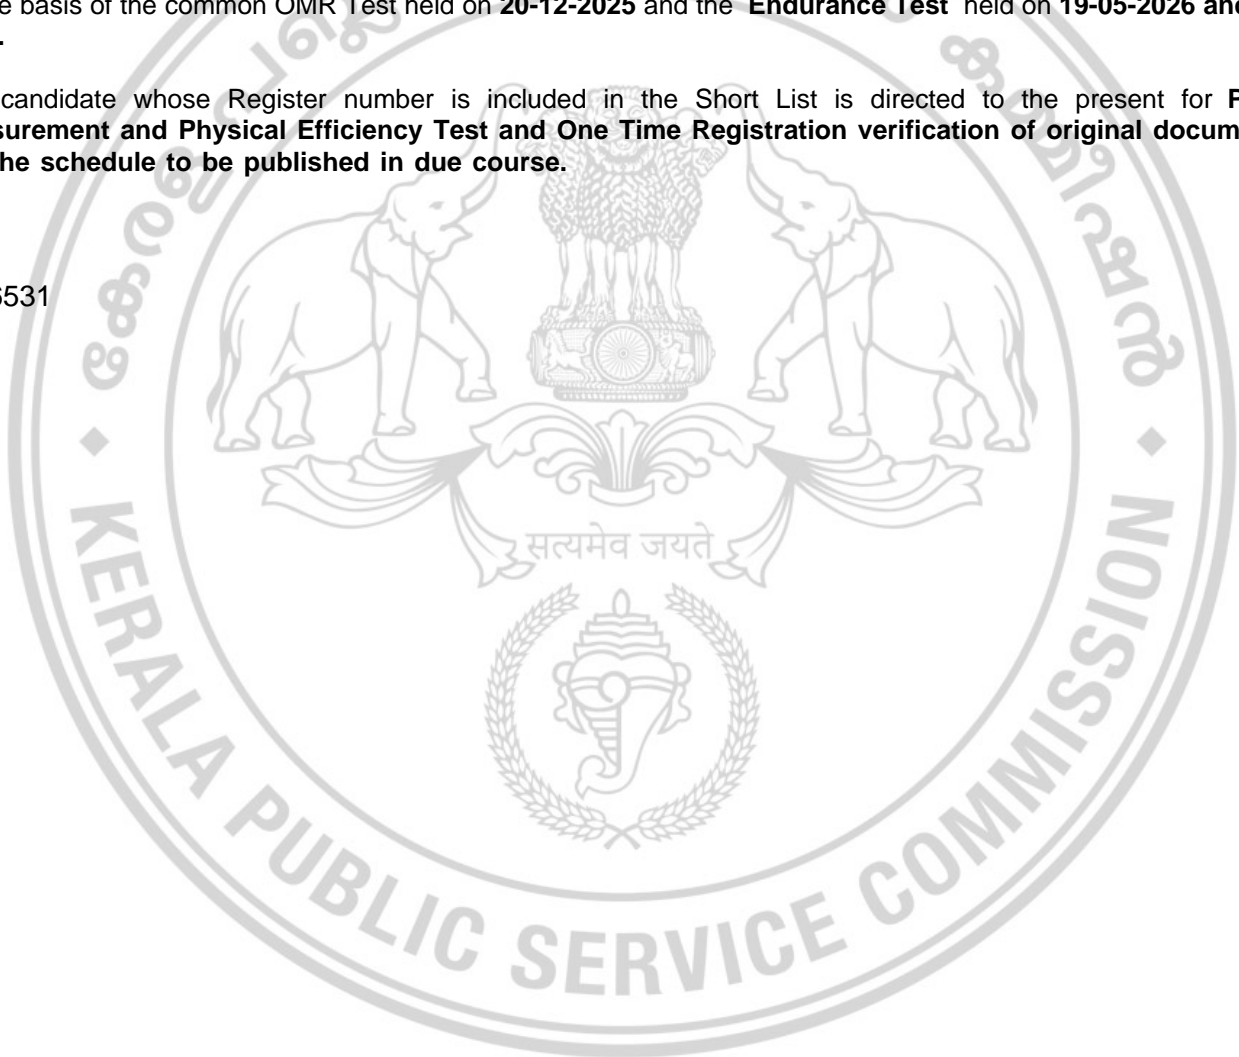 e basis of the common OMR Test held on 20-12-2025 and the Endurance Test held on 19-05-2026 and
.
candidate whose Register number is included in the Short List is directed to the present for P
surement and Physical Efficiency Test and One Time Registration verification of original docum
he schedule to be published in due course.
6531
सत्यमेव जयते
KERALA PUBLIC SERVICE COMMISSION